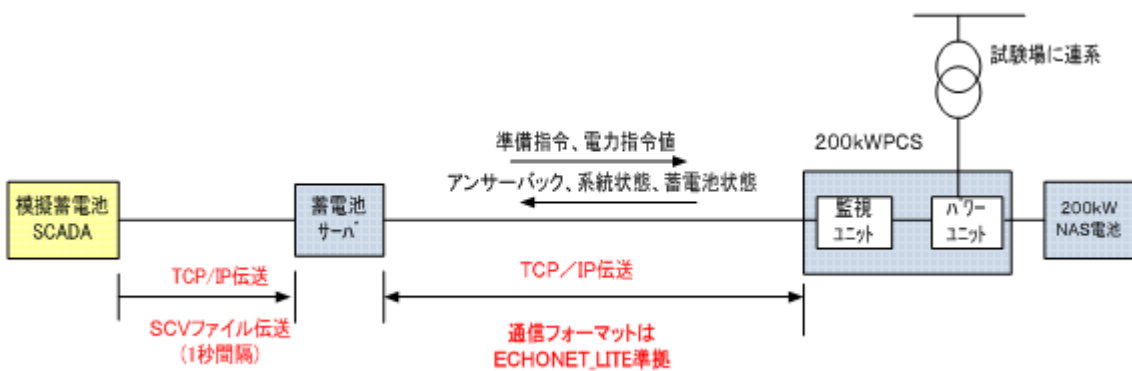 試験場に連系
準備指令、電力指令値
200kWPCS
アンサーバック、系統状態、蓄電池状態
模擬蓄電池
SCADA
蓄電池
サーバ
監視
ユニット
パワー
ユニット
200kW
NAS電池
TCP/IP伝送
TCP／IP伝送
SCVファイル伝送
(1秒間隔)
通信フォーマットは
ECHONET_LITE準拠